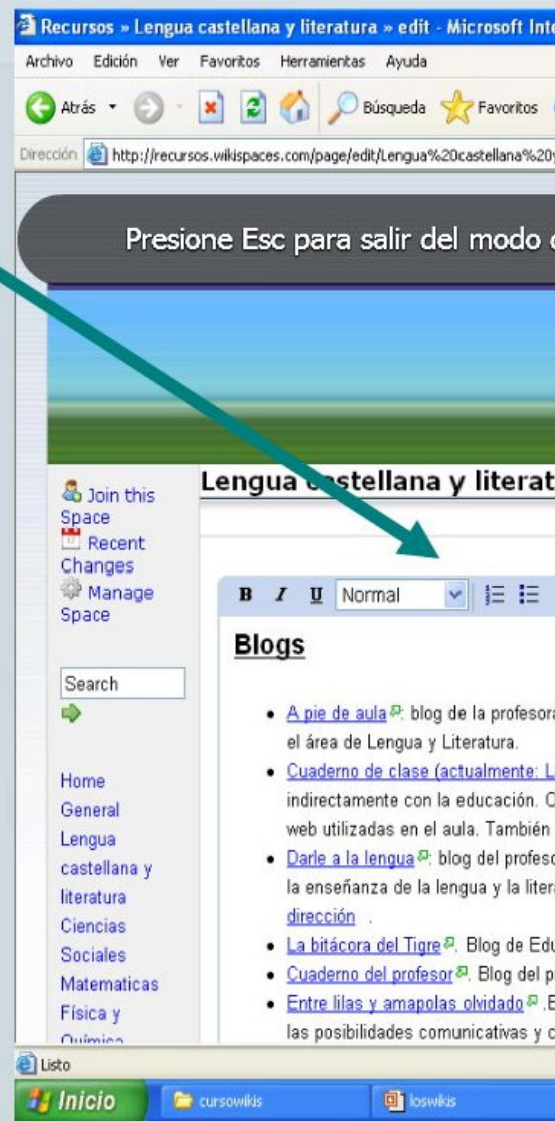 Recursos » Lengua castellana y literatura » edit - Microsoft Int
Archivo Edición Ver Favoritos Herramientas Ayuda
Atrás Búsqueda Favoritos
Dirección http://recursos.wikispaces.com/page/edit/Lengua%20castellana%20
Presione Esc para salir del modo
Lengua castellana y literat
Join this
Space
Recent
Changes
Manage
Space
Search
Home
General
Lengua
castellana y
literatura
Ciencias
Sociales
Matematicas
Física y
Química
B I U Normal
Blogs
A pie de aula: blog de la profesora
el área de Lengua y Literatura.
Cuaderno de clase (actualmente: L
indirectamente con la educación. O
web utilizadas en el aula. También
Darle a la lengua: blog del profeso
la enseñanza de la lengua y la liter
dirección .
La bitácora del Tigre. Blog de Edu
Cuaderno del profesor. Blog del p
Entre lilas y amapolas olvidado .E
las posibilidades comunicativas y c
Listo
Inicio cursowikis loswikis